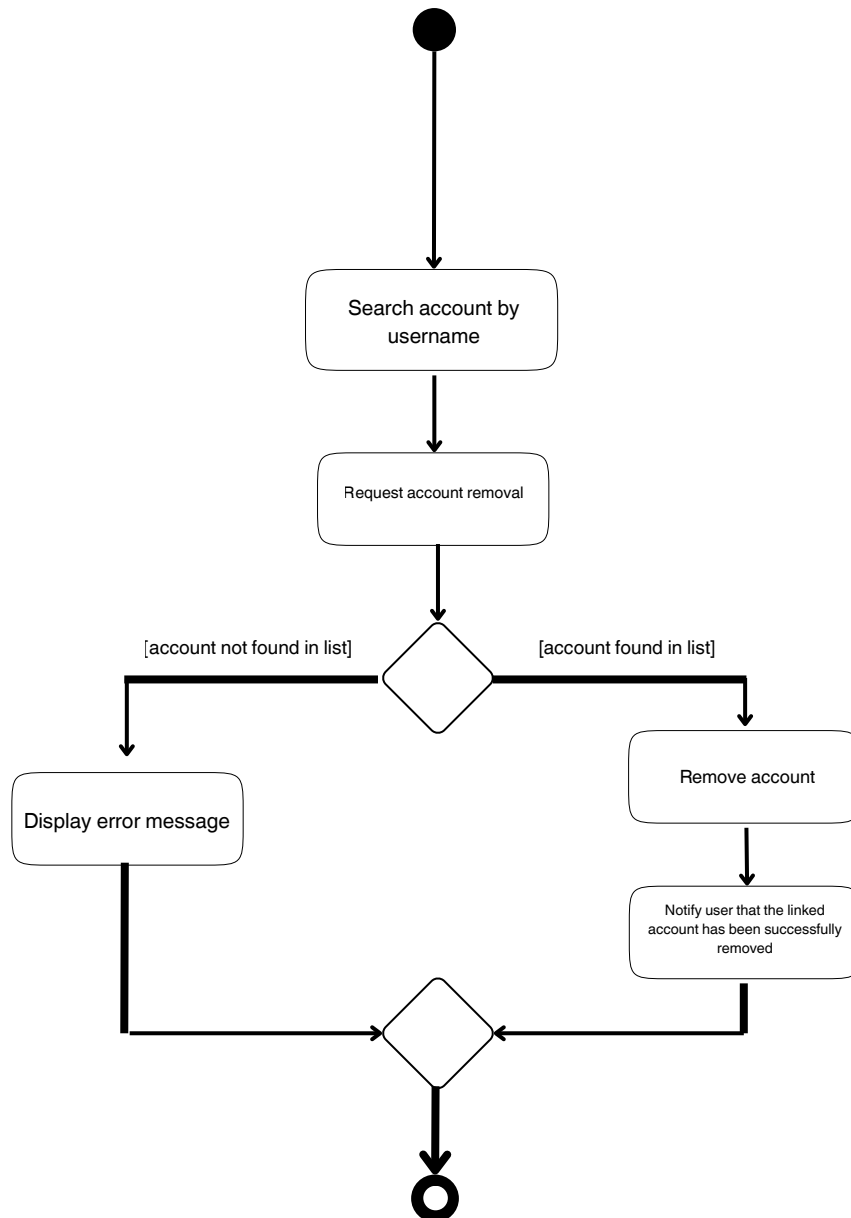 Search account by
username
Request account removal
[account not found in list]
[account found in list]
Remove account
Display error message
Notify user that the linked
account has been successfully
removed